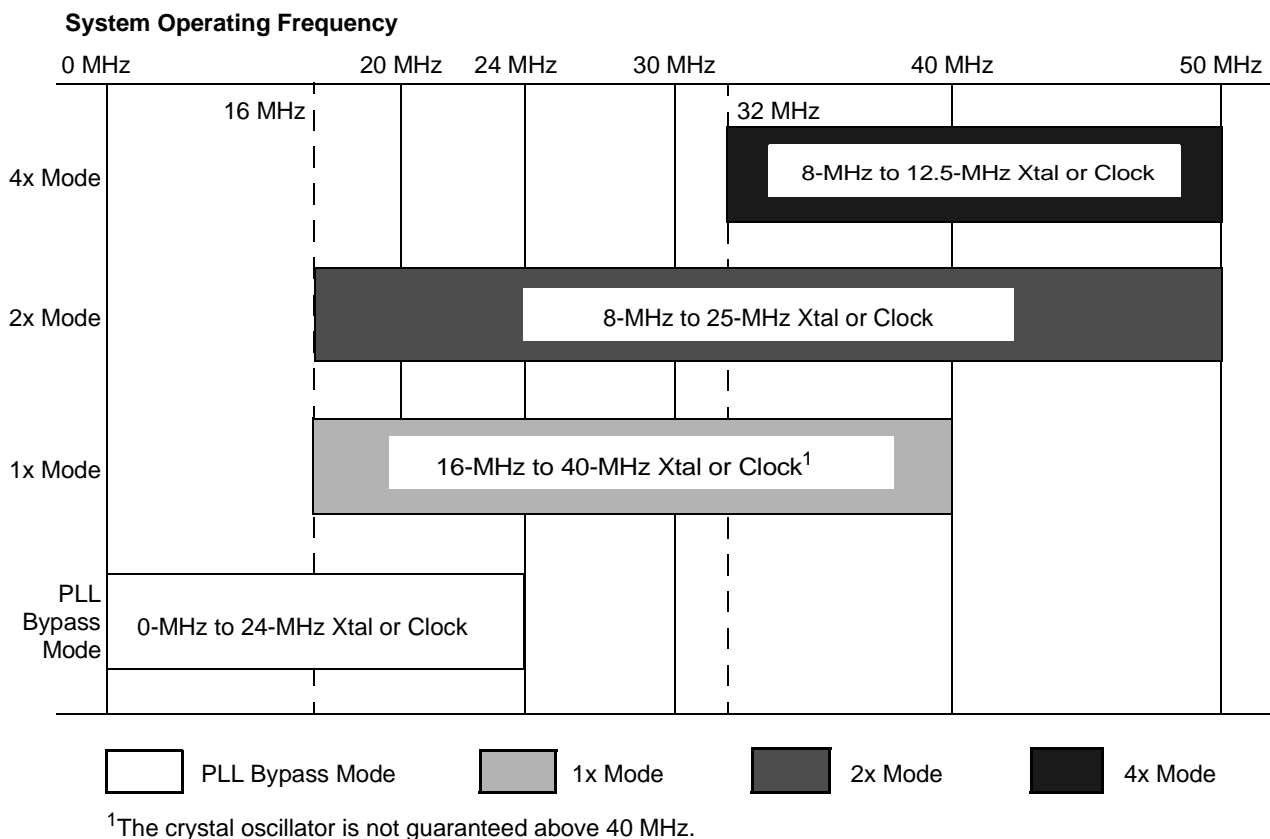 System Operating Frequency
0 MHz 20 MHz 24 MHz 30 MHz 40 MHz 50 MHz
16 MHz 32 MHz
4x Mode 8-MHz to 12.5-MHz Xtal or Clock
2x Mode 8-MHz to 25-MHz Xtal or Clock
1x Mode 16-MHz to 40-MHz Xtal or Clock¹
PLL
Bypass
Mode
0-MHz to 24-MHz Xtal or Clock
PLL Bypass Mode 1x Mode 2x Mode 4x Mode
¹The crystal oscillator is not guaranteed above 40 MHz.